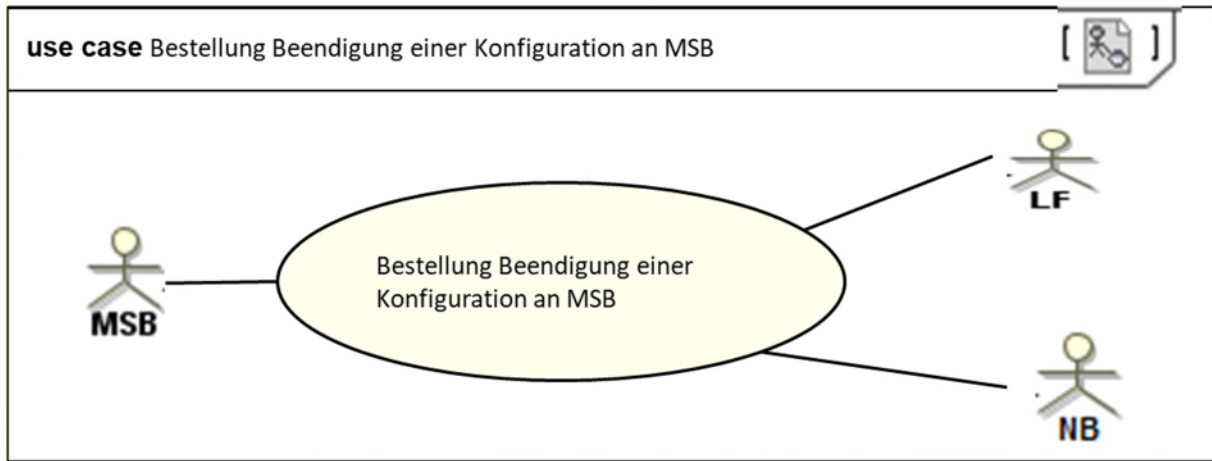 use case Bestellung Beendigung einer Konfiguration an MSB
[ ]
LF
Bestellung Beendigung einer
Konfiguration an MSB
MSB
NB